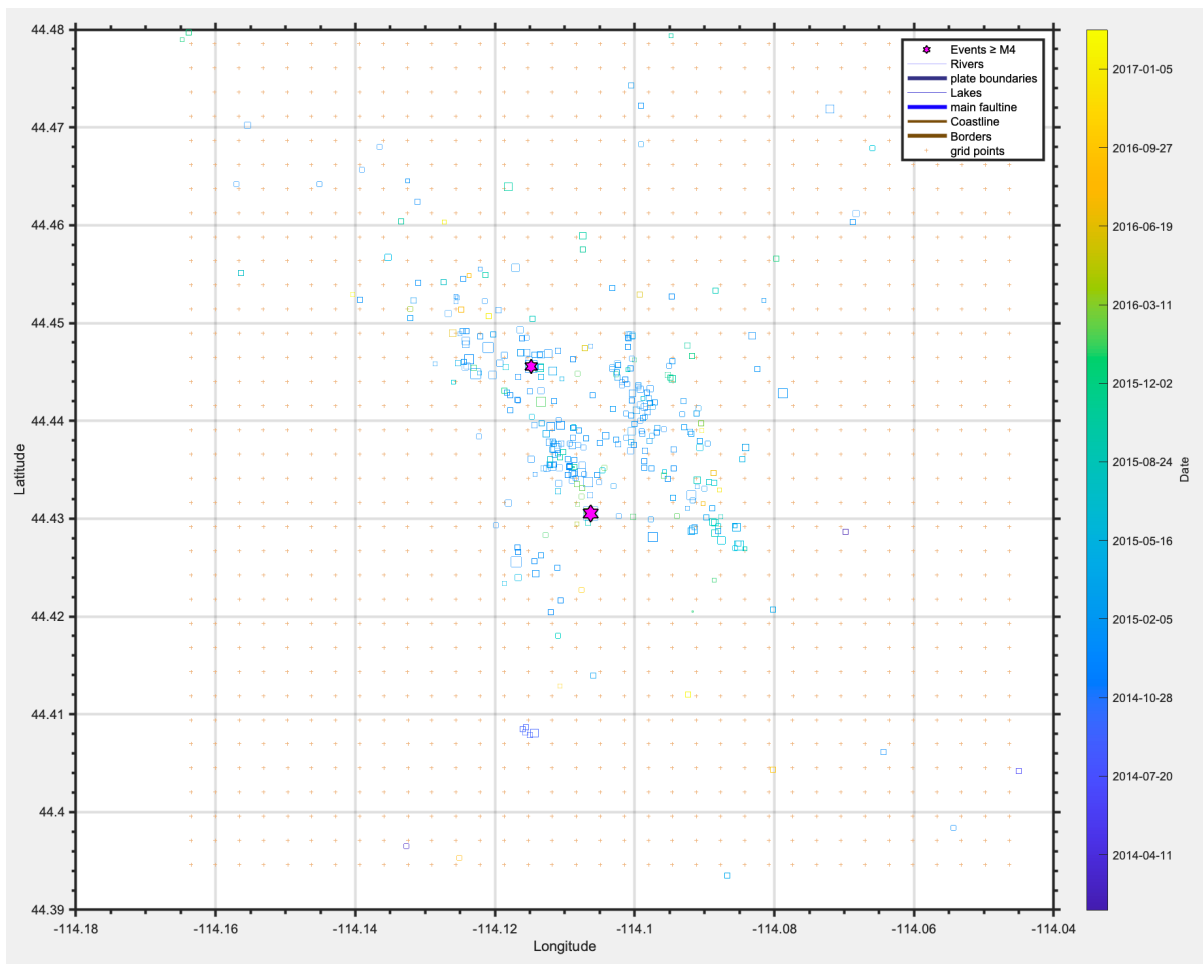 44.48
44.47
44.46
44.45
44.44
44.43
44.42
44.41
44.4
44.39
Latitude
-114.18
-114.16
-114.14
-114.12
-114.1
-114.08
-114.06
-114.04
Longitude
Events ≥ M4
Rivers
plate boundaries
Lakes
main faultine
Coastline
Borders
grid points
2017-01-05
2016-09-27
2016-06-19
2016-03-11
2015-12-02
2015-08-24
2015-05-16
2015-02-05
2014-10-28
2014-07-20
2014-04-11
Date